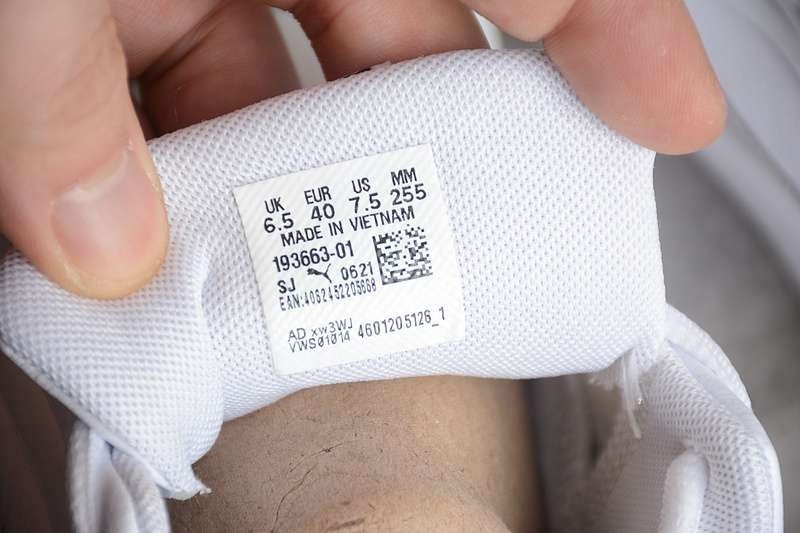 UK EUR US MM
6.5 40 7.5 255
MADE IN VIETNAM
193663-01
SJ 0621
EAN:4062452205668
AD xw3WJ
VWS01014 4601205126_1